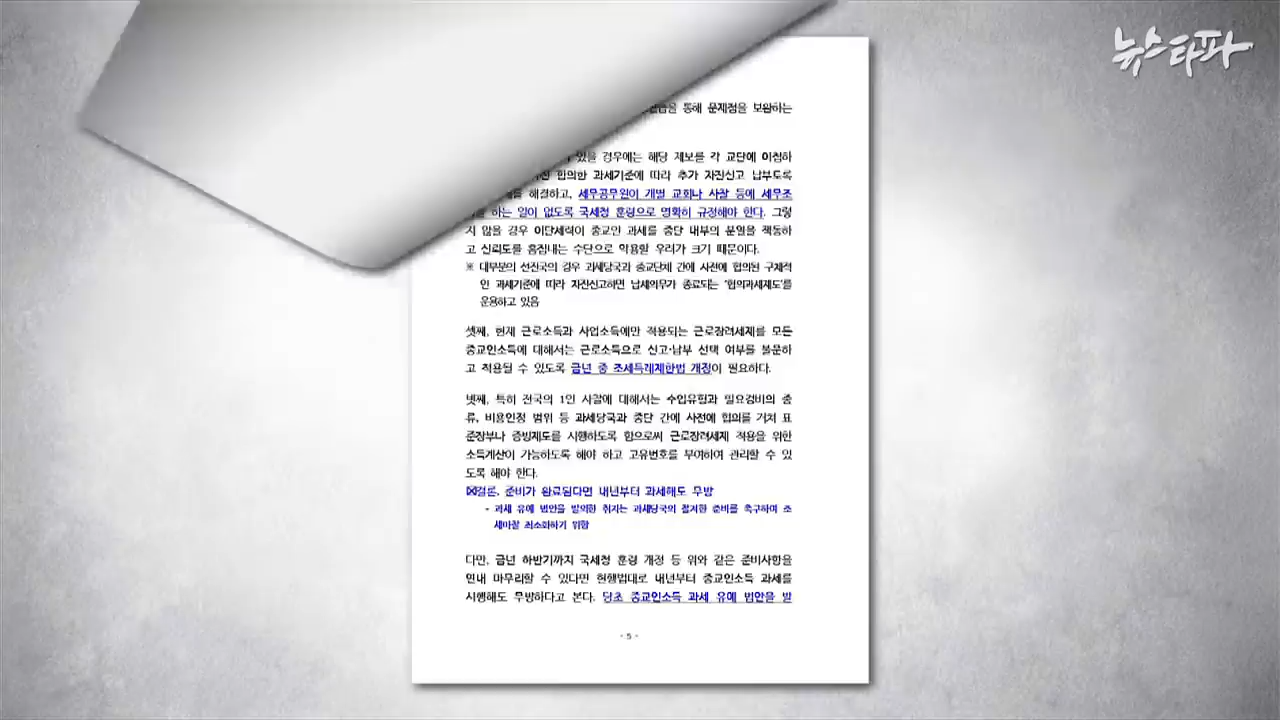 뉴스타파
통해 문제점을 보완하는
있을 경우에는 해당 제보를 각 교단에 이첩하
합의한 과세기준에 따라 추가 자진신고 납부토록
해결하고, 세무공무원이 개별 교회나 사찰 등에 세무조
하는 일이 없도록 국세청 훈령으로 명확히 규정해야 한다. 그렇
지 않을 경우 이단세력이 종교인 과세를 종단 내부의 분열을 책동하
고 신뢰도를 흠집내는 수단으로 악용할 우려가 크기 때문이다.
※ 대부분의 선진국의 경우 과세당국과 종교단체 간에 사전에 협의된 구체적
인 과세기준에 따라 자진신고하면 납세의무가 종료되는 '협의과세제도'를
운용하고 있음
셋째, 현재 근로소득과 사업소득에만 적용되는 근로장려세제를 모든
종교인소득에 대해서는 근로소득으로 신고·납부 선택 여부를 불문하
고 적용될 수 있도록 금년 중 조세특례제한법 개정이 필요하다.
넷째, 특히 전국의 1인 사찰에 대해서는 수입유형과 필요경비의 종
류, 비용인정 범위 등 과세당국과 종단 간에 사전에 협의를 거쳐 표
준장부나 증빙제도를 시행하도록 함으로써 근로장려세제 적용을 위한
소득계산이 가능하도록 해야 하고 고유번호를 부여하여 관리할 수 있
도록 해야 한다.
결론, 준비가 완료된다면 내년부터 과세해도 무방
- 과세 유예 법안을 발의한 취지는 과세당국의 철저한 준비를 촉구하여 조
세마찰 최소화하기 위함
다만, 금년 하반기까지 국세청 훈령 개정 등 위와 같은 준비사항을
연내 마무리할 수 있다면 현행법대로 내년부터 종교인소득 과세를
시행해도 무방하다고 본다. 당초 종교인소득 과세 유예 법안을 발
- 5 -